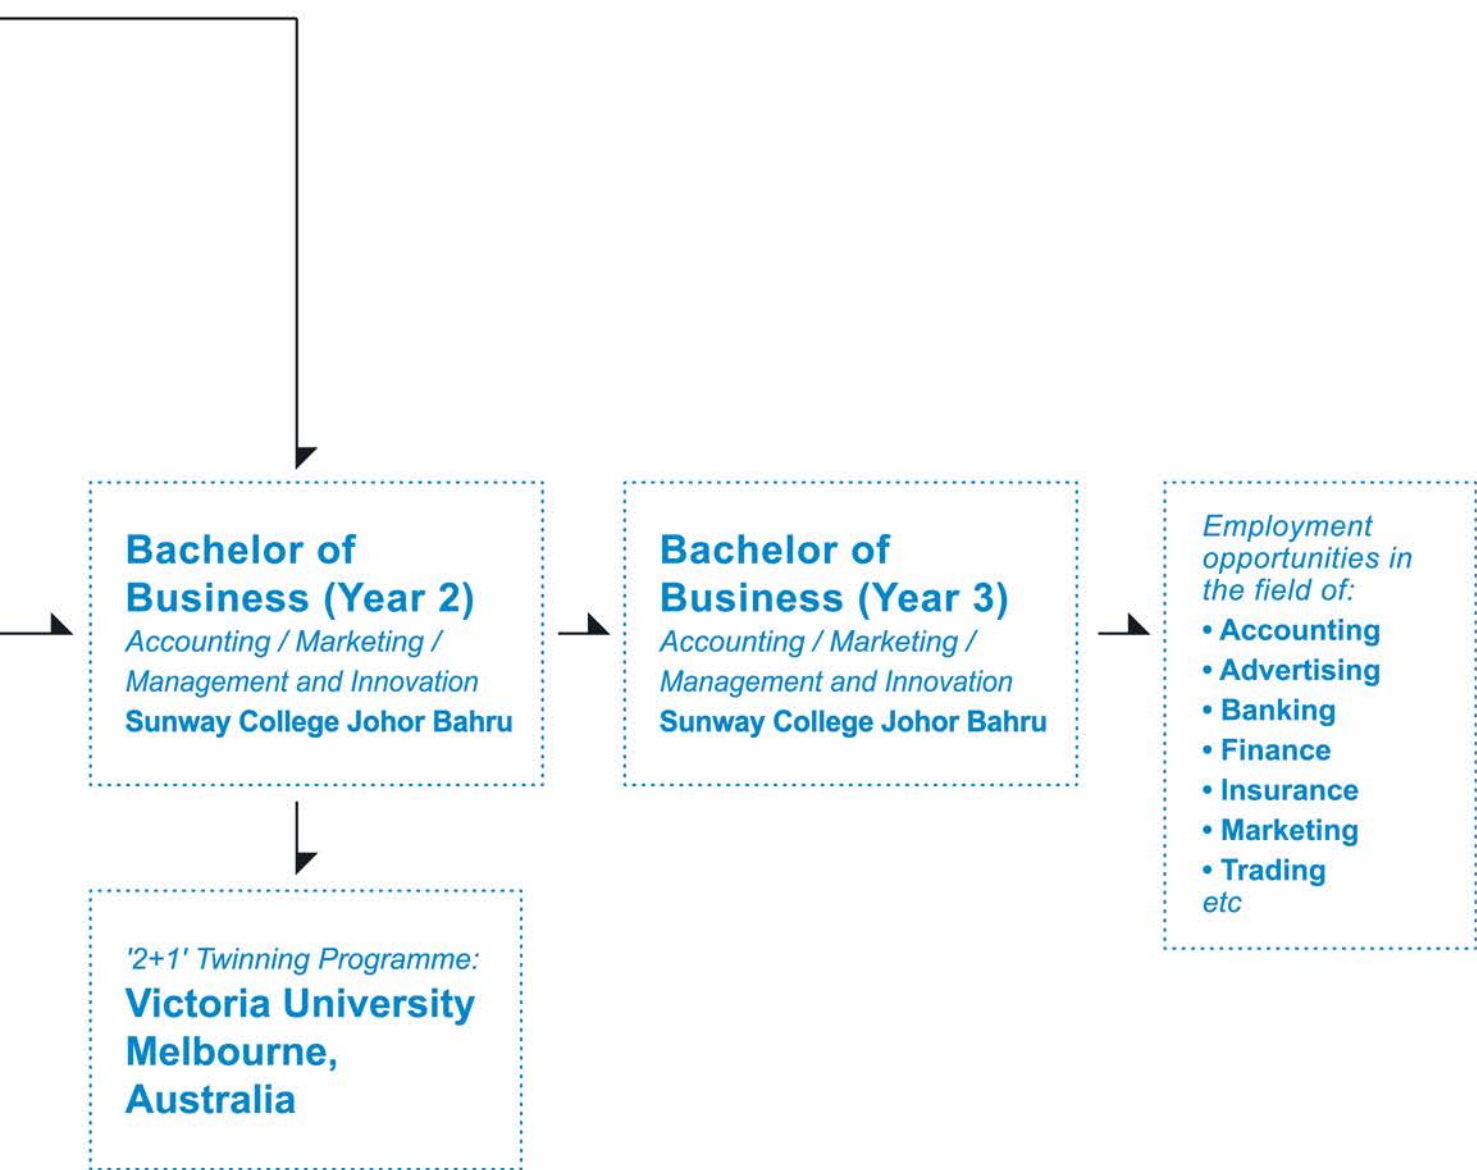 Bachelor of
Business (Year 2)
Accounting / Marketing /
Management and Innovation
Sunway College Johor Bahru
Bachelor of
Business (Year 3)
Accounting / Marketing /
Management and Innovation
Sunway College Johor Bahru
Employment
opportunities in
the field of:
• Accounting
• Advertising
• Banking
• Finance
• Insurance
• Marketing
• Trading
etc
'2+1' Twinning Programme:
Victoria University
Melbourne,
Australia